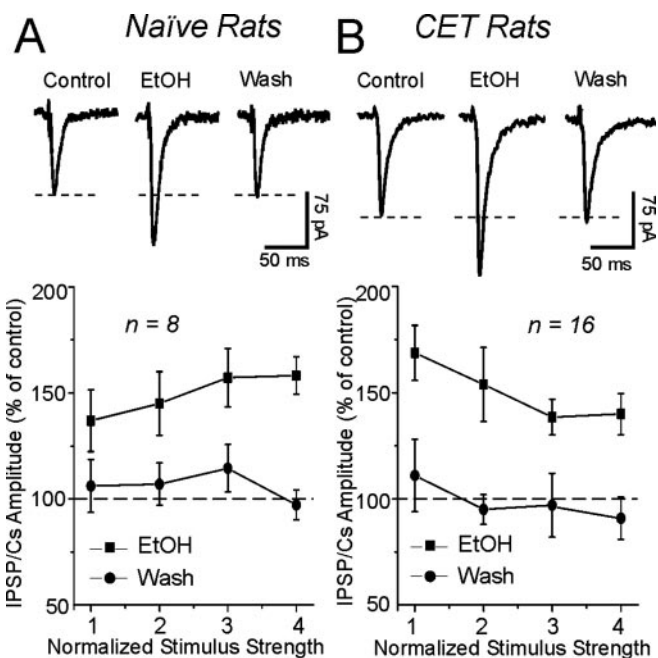 A Naïve Rats
Control EtOH Wash
75 pA
50 ms
200
150
100
50
IPSP/Cs Amplitude (% of control)
n = 8
EtOH
Wash
1 2 3 4
Normalized Stimulus Strength
B CET Rats
Control EtOH Wash
75 pA
50 ms
200
150
100
50
IPSP/Cs Amplitude (% of control)
n = 16
EtOH
Wash
1 2 3 4
Normalized Stimulus Strength